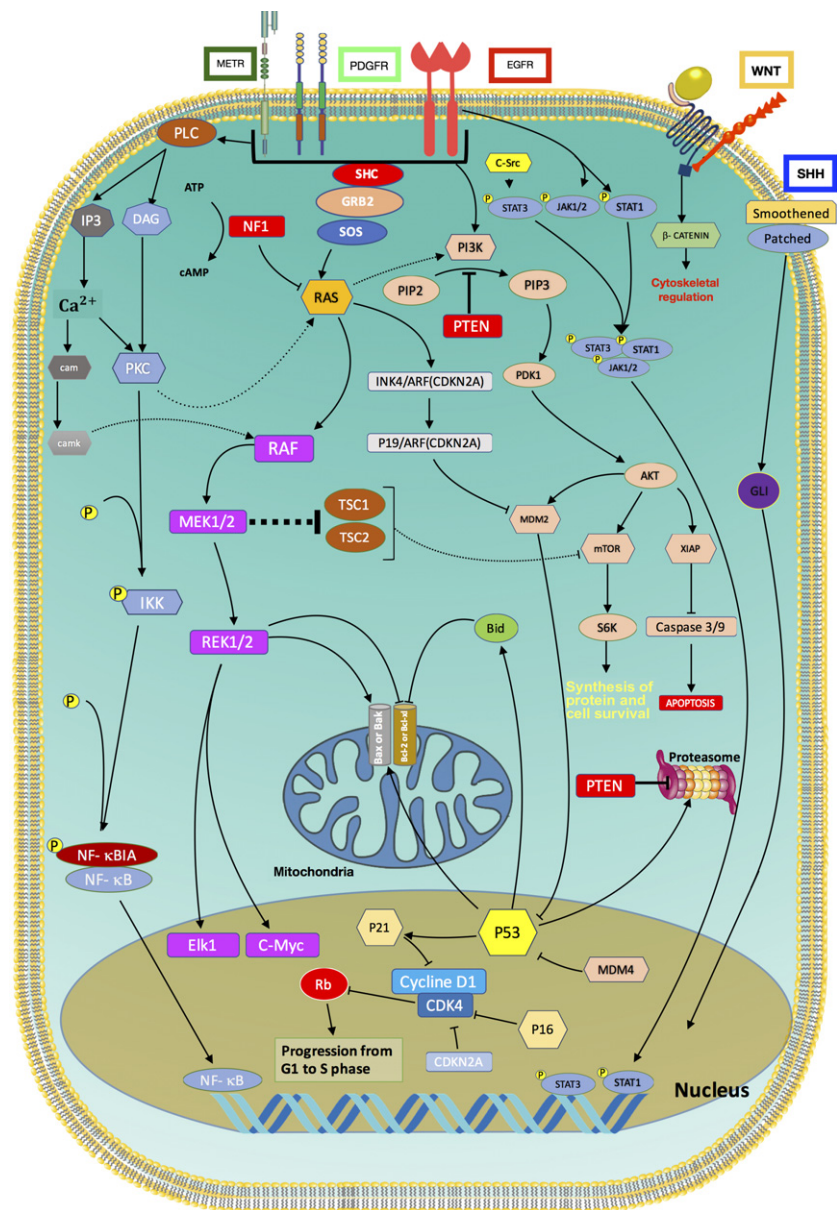 METR
PDGFR
EGFR
WNT
SHH
PLC
SHC
GRB2
SOS
C-Src
P
STAT3
P
JAK1/2
P
STAT1
Smoothened
Patched
ATP
cAMP
IP3
DAG
NF1
PI3K
β- CATENIN
Cytoskeletal
regulation
Ca²⁺
RAS
PIP2
PIP3
PTEN
P
STAT3
P
STAT1
P
JAK1/2
cam
PKC
INK4/ARF(CDKN2A)
PDK1
camk
RAF
P19/ARF(CDKN2A)
AKT
GLI
P
MEK1/2
TSC1
TSC2
MDM2
mTOR
XIAP
P
IKK
REK1/2
Bid
S6K
Caspase 3/9
P
Synthesis of
protein and
cell survival
APOPTOSIS
Bax or Bak
Bcl-2 or Bcl-xl
Proteasome
PTEN
P
NF- κBIA
NF- κB
Mitochondria
Elk1
C-Myc
P21
P53
MDM4
Rb
Cycline D1
CDK4
P16
Progression from
G1 to S phase
CDKN2A
NF- κB
P
STAT3
P
STAT1
Nucleus